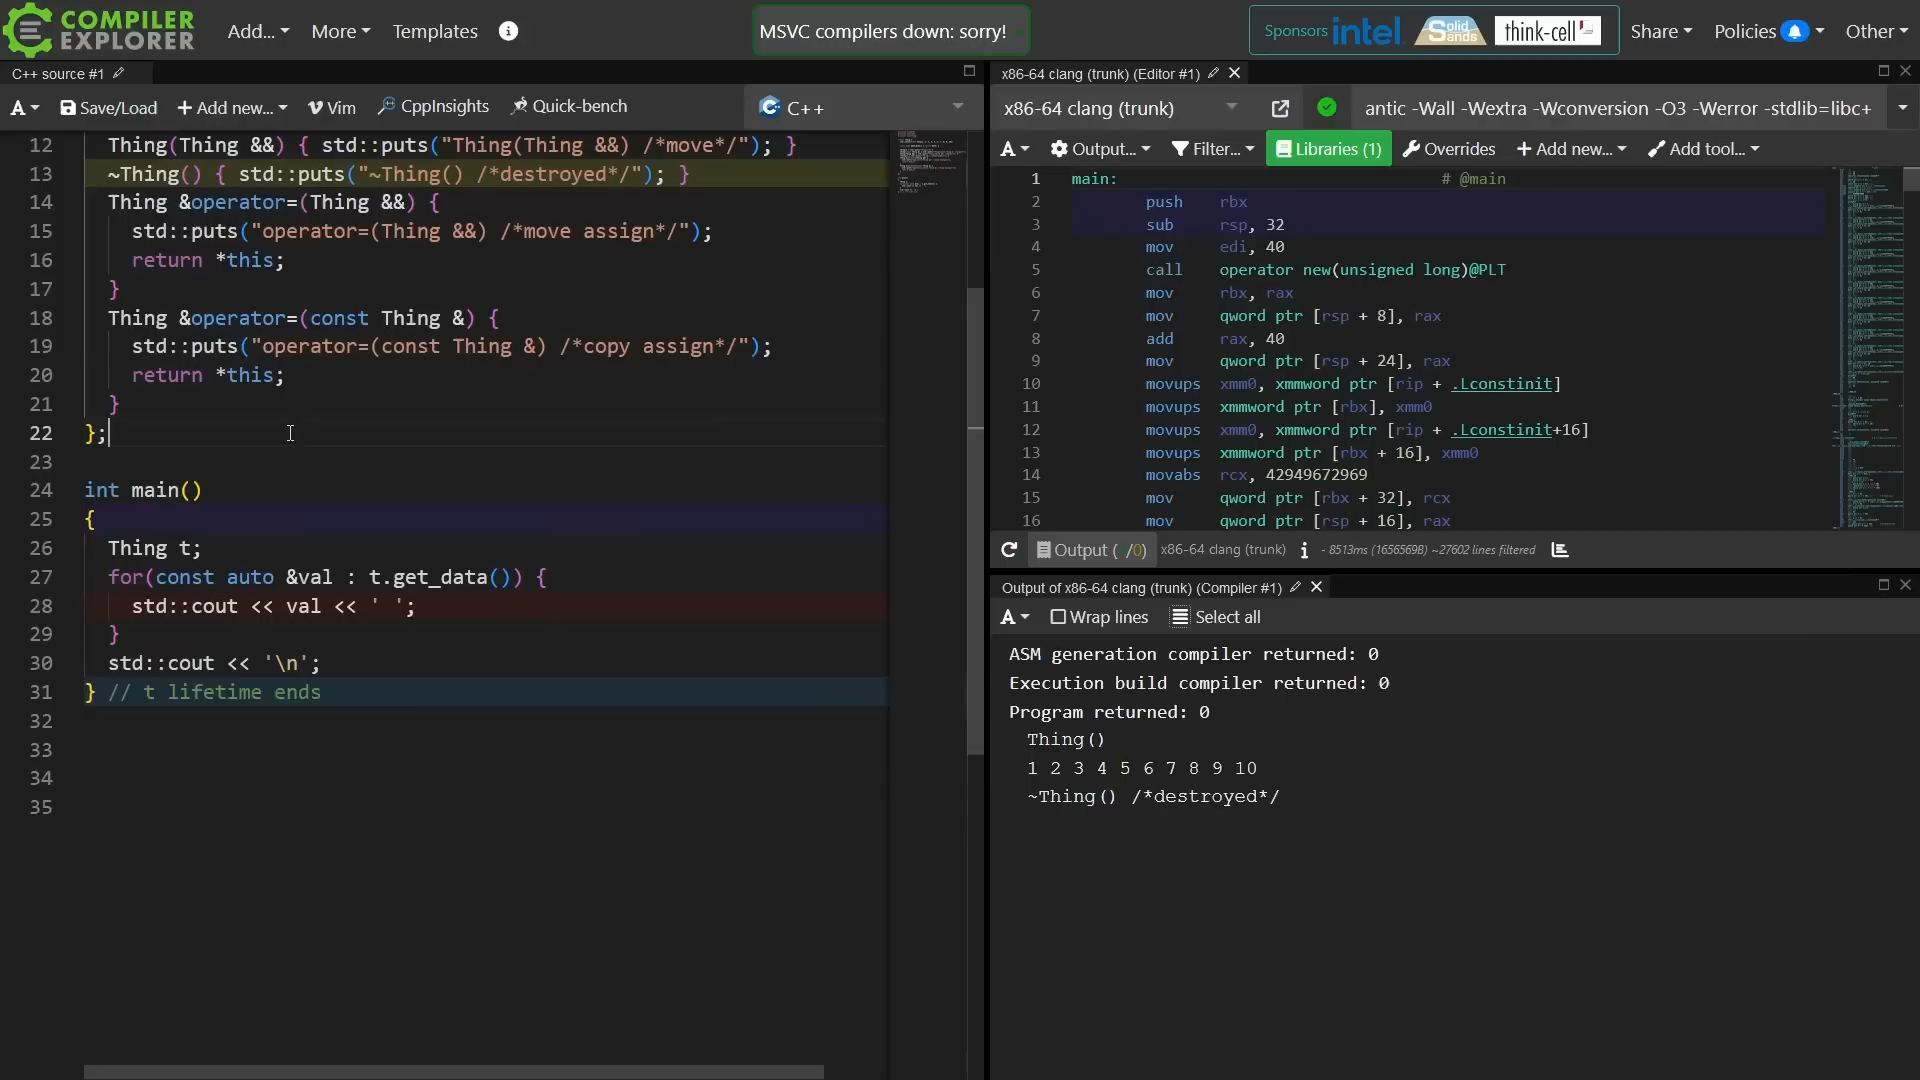 COMPILER
EXPLORER
Add...
More
Templates
MSVC compilers down: sorry!
Sponsors intel. Solid Sands think-cell
Share
Policies
Other
C++ source #1
A
Save/Load
+ Add new...
Vim
CppInsights
Quick-bench
C++
12 Thing(Thing &&) { std::puts("Thing(Thing &&) /*move*/"); }
13 ~Thing() { std::puts("~Thing() /*destroyed*/"); }
14 Thing &operator=(Thing &&) {
15 std::puts("operator=(Thing &&) /*move assign*/");
16 return *this;
17 }
18 Thing &operator=(const Thing &) {
19 std::puts("operator=(const Thing &) /*copy assign*/");
20 return *this;
21 }
22 };
23
24 int main()
25 {
26 Thing t;
27 for(const auto &val : t.get_data()) {
28 std::cout << val << ' ';
29 }
30 std::cout << '\n';
31 } // t lifetime ends
32
33
34
35
x86-64 clang (trunk) (Editor #1)
x86-64 clang (trunk)
antic -Wall -Wextra -Wconversion -O3 -Werror -stdlib=libc+
A
Output...
Filter...
Libraries (1)
Overrides
+ Add new...
Add tool...
1 main: # @main
2 push rbx
3 sub rsp, 32
4 mov edi, 40
5 call operator new(unsigned long)@PLT
6 mov rbx, rax
7 mov qword ptr [rsp + 8], rax
8 add rax, 40
9 mov qword ptr [rsp + 24], rax
10 movups xmm0, xmmword ptr [rip + .Lconstinit]
11 movups xmmword ptr [rbx], xmm0
12 movups xmm0, xmmword ptr [rip + .Lconstinit+16]
13 movups xmmword ptr [rbx + 16], xmm0
14 movabs rcx, 42949672969
15 mov qword ptr [rbx + 32], rcx
16 mov qword ptr [rsp + 16], rax
Output ( /0) x86-64 clang (trunk) i - 8513ms (1656569B) ~27602 lines filtered
Output of x86-64 clang (trunk) (Compiler #1)
A
Wrap lines
Select all
ASM generation compiler returned: 0
Execution build compiler returned: 0
Program returned: 0
Thing()
1 2 3 4 5 6 7 8 9 10
~Thing() /*destroyed*/